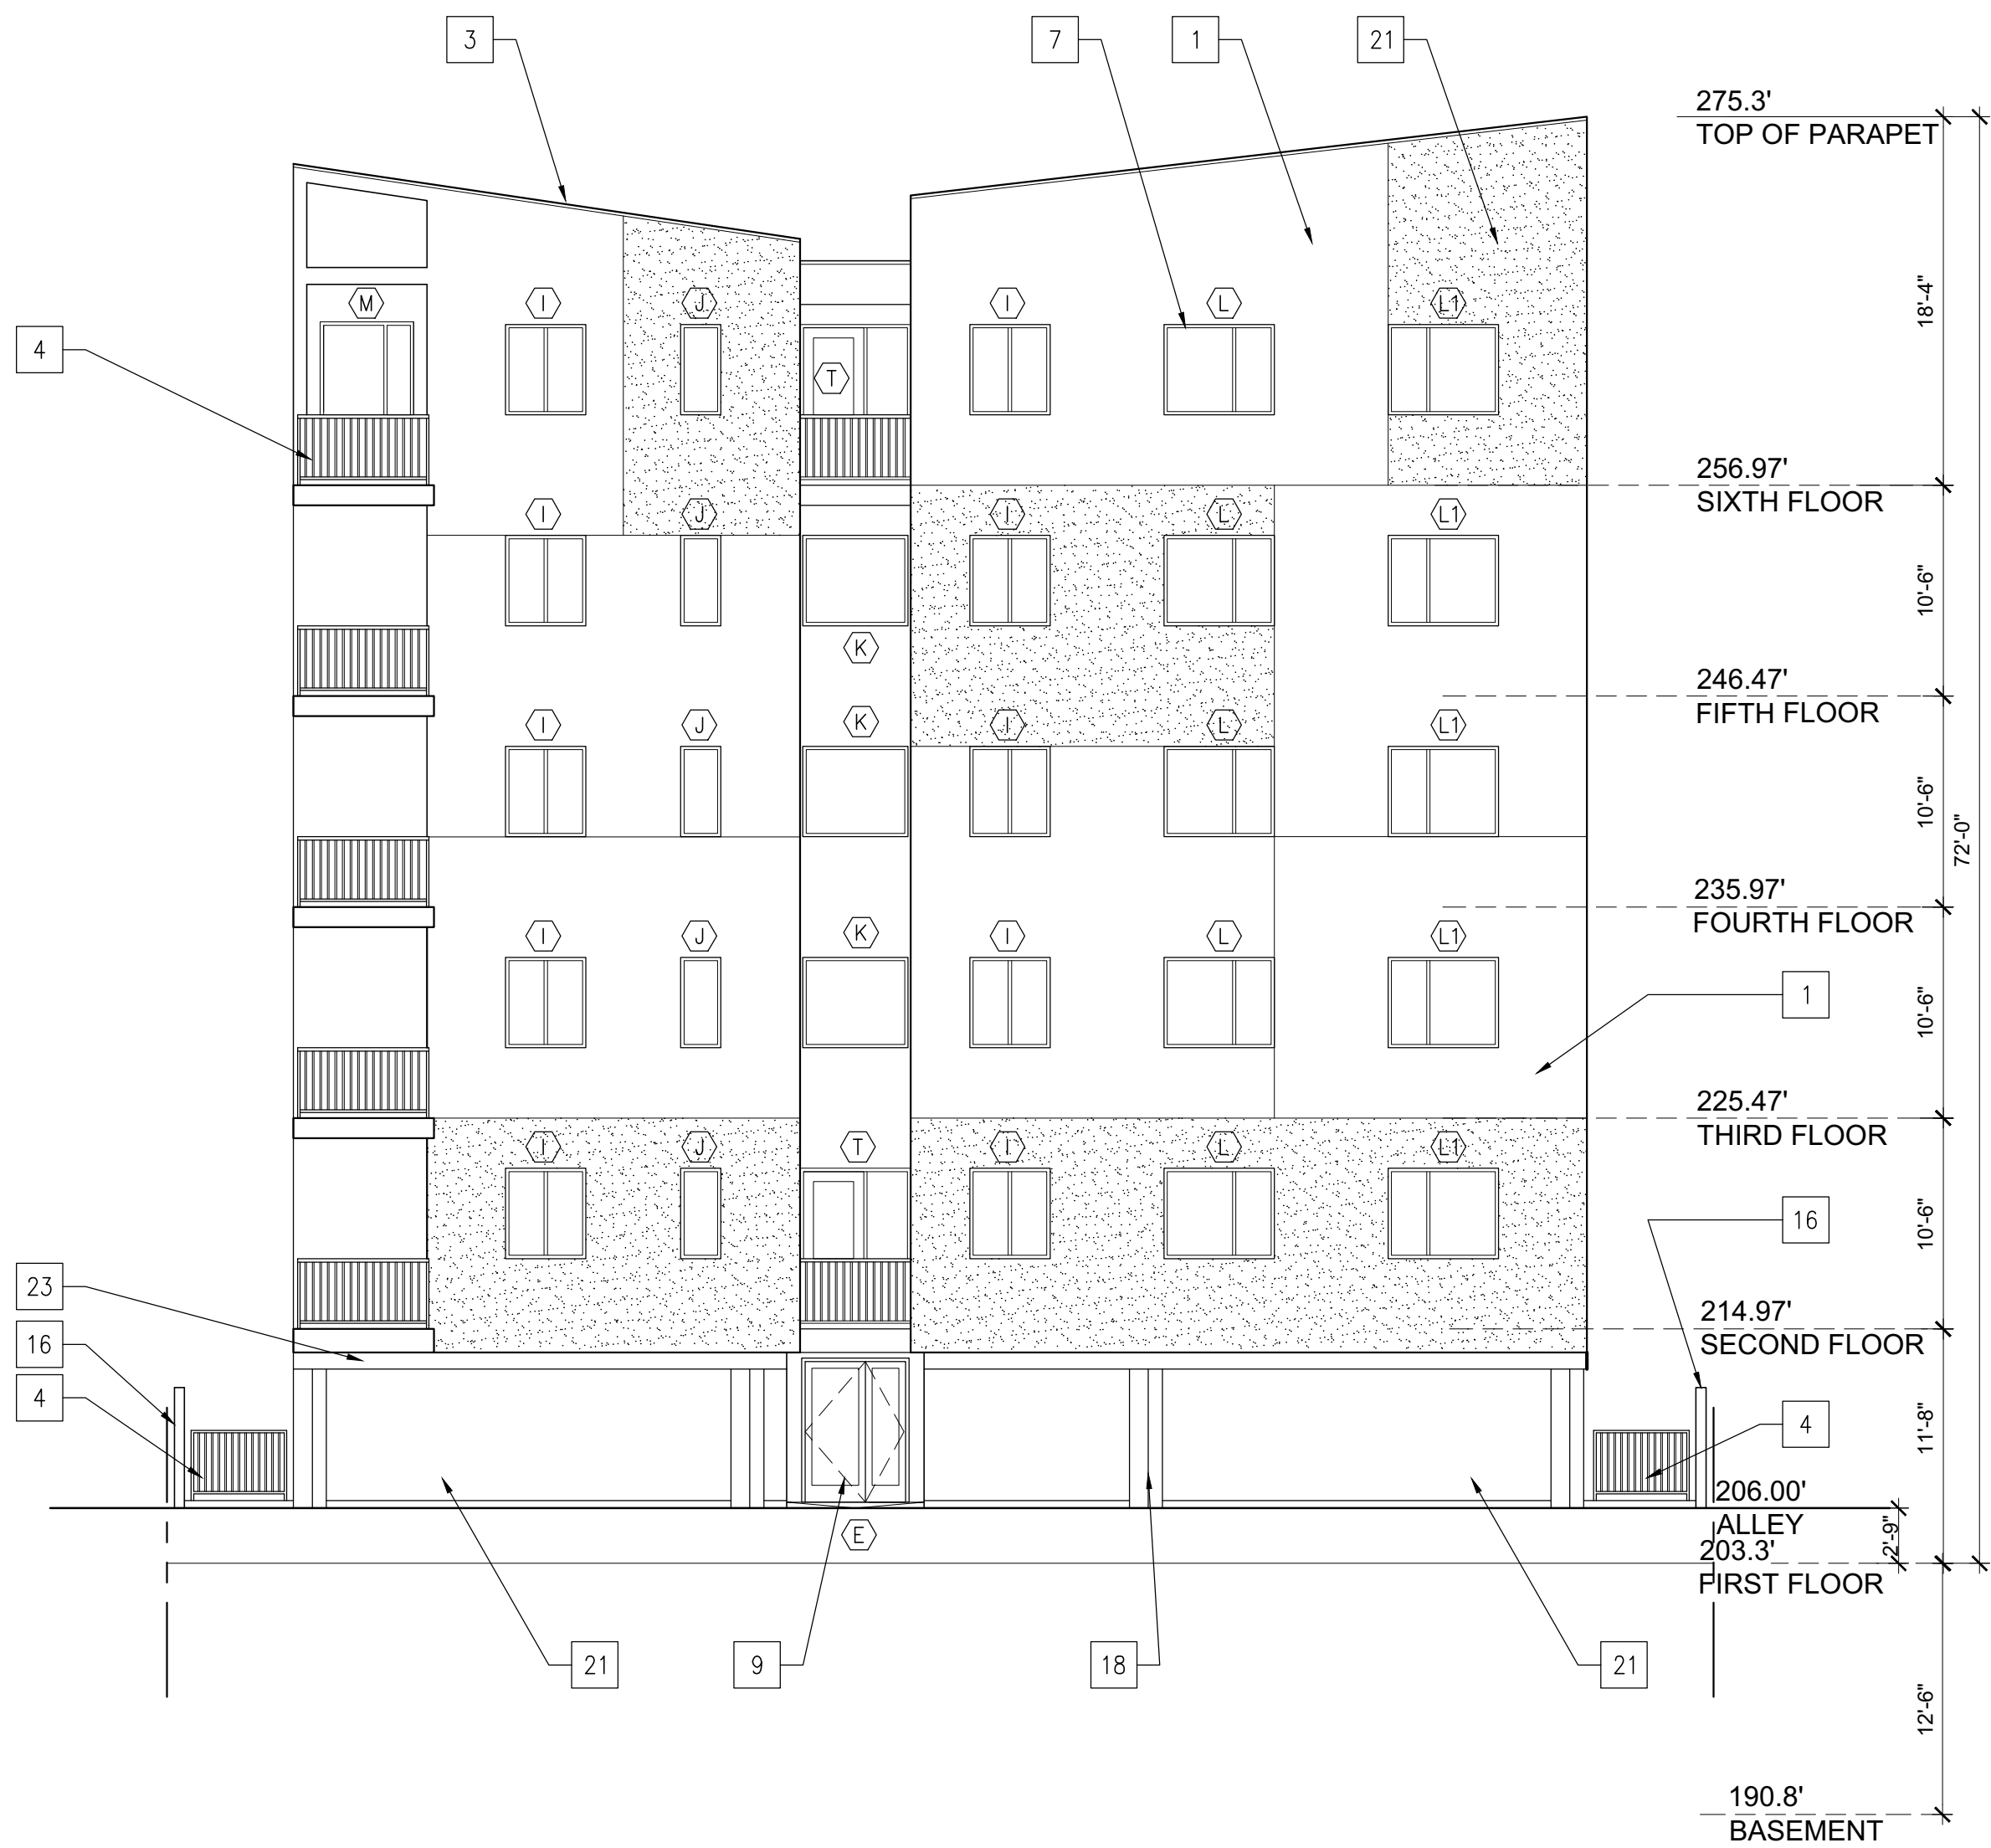 3
7
1
21
275.3'
TOP OF PARAPET
18'-4"
M
I
J
I
L
L1
4
T
256.97'
SIXTH FLOOR
I
J
I
L
L1
10'-6"
K
246.47'
FIFTH FLOOR
I
J
K
I
L
L1
10'-6"
72'-0"
235.97'
FOURTH FLOOR
I
J
K
I
L
L1
1
10'-6"
225.47'
THIRD FLOOR
I
J
T
I
L
L1
16
10'-6"
23
214.97'
SECOND FLOOR
16
4
4
11'-8"
206.00'
ALLEY
2'-9"
E
203.3'
FIRST FLOOR
21
9
18
21
12'-6"
190.8'
BASEMENT